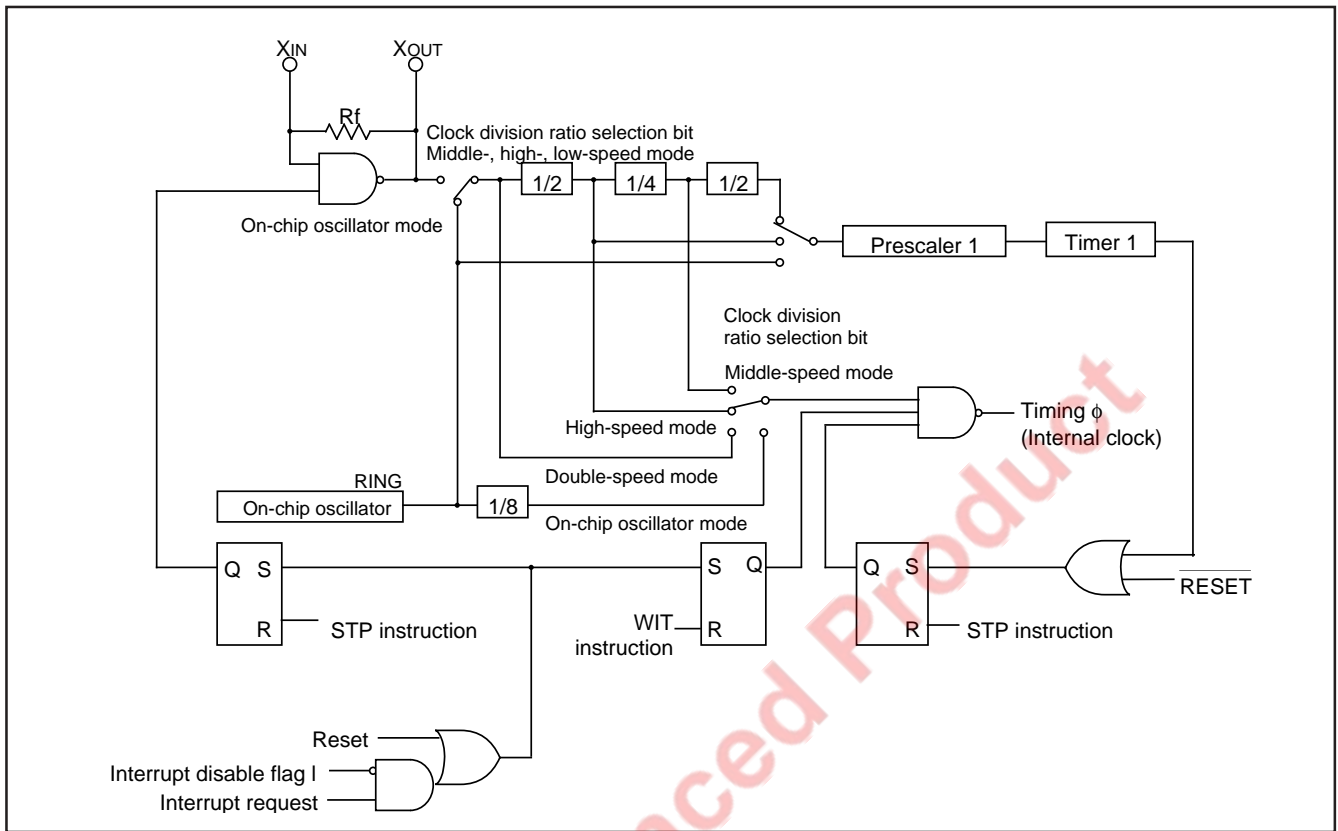 XIN
XOUT
Rf
Clock division ratio selection bit
Middle-, high-, low-speed mode
1/2
1/4
1/2
On-chip oscillator mode
Prescaler 1
Timer 1
Clock division
ratio selection bit
Middle-speed mode
Timing ϕ
(Internal clock)
High-speed mode
Double-speed mode
RING
On-chip oscillator
1/8
On-chip oscillator mode
Q S
R
STP instruction
S Q
R
WIT
instruction
Q S
R
STP instruction
RESET
Reset
Interrupt disable flag I
Interrupt request
nced Product